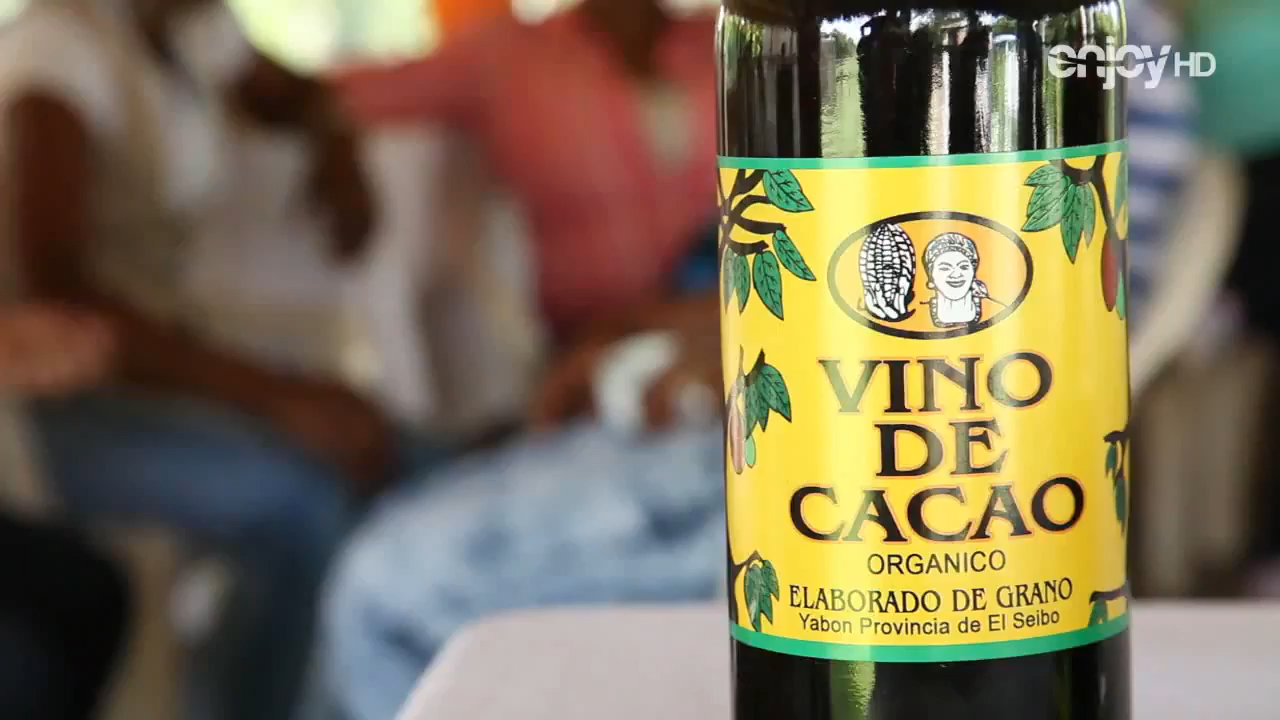 enjoy HD
VINO
DE
CACAO
ORGANICO
ELABORADO DE GRANO
Yabon Provincia de El Seibo